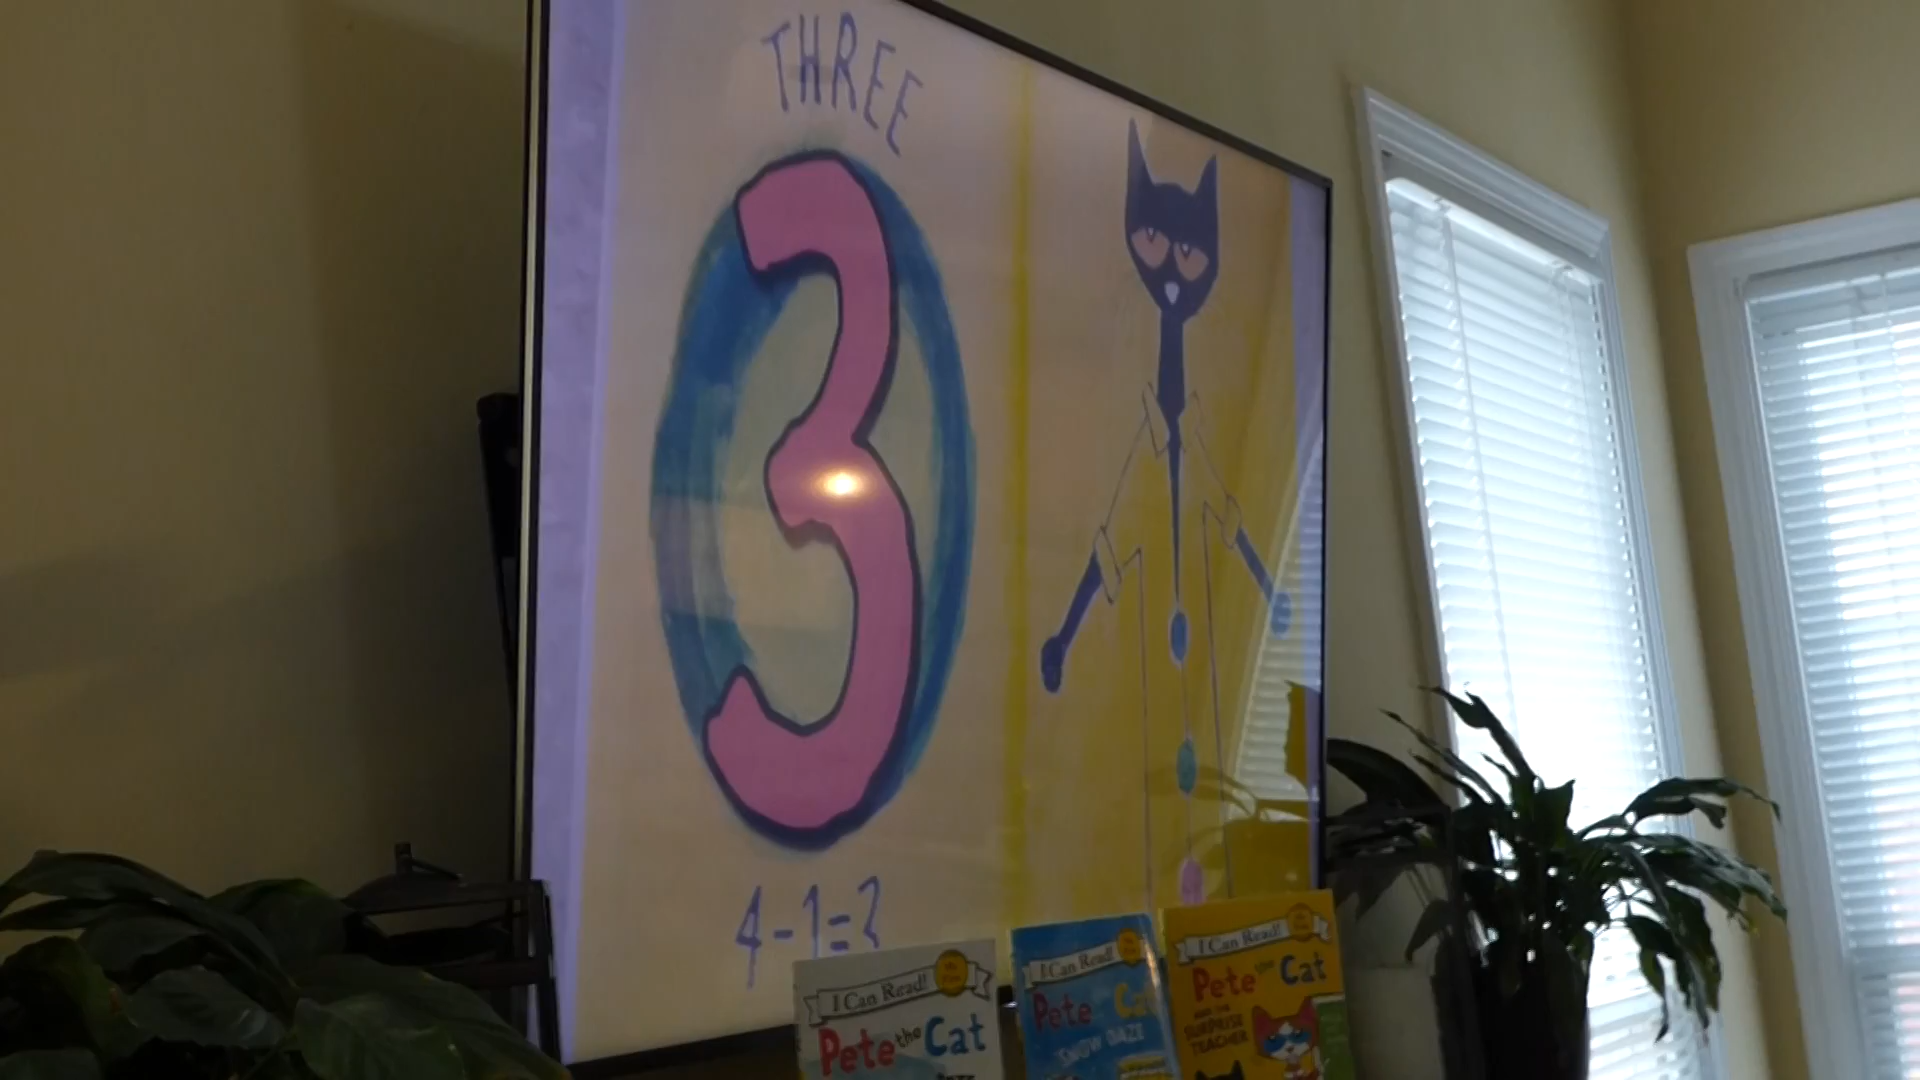 THREE
3
4-1=3
I Can Read!
Pete the Cat
I Can Read!
Pete Cat
SNOW DAZE
I Can Read!
Pete the Cat
AND THE
SURPRISE
TEACHER